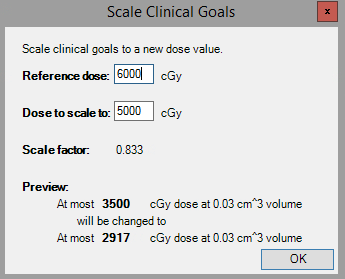 Scale Clinical Goals
x
Scale clinical goals to a new dose value.
Reference dose: 6000 cGy
Dose to scale to: 5000 cGy
Scale factor: 0.833
Preview:
At most 3500 cGy dose at 0.03 cm^3 volume
will be changed to
At most 2917 cGy dose at 0.03 cm^3 volume
OK